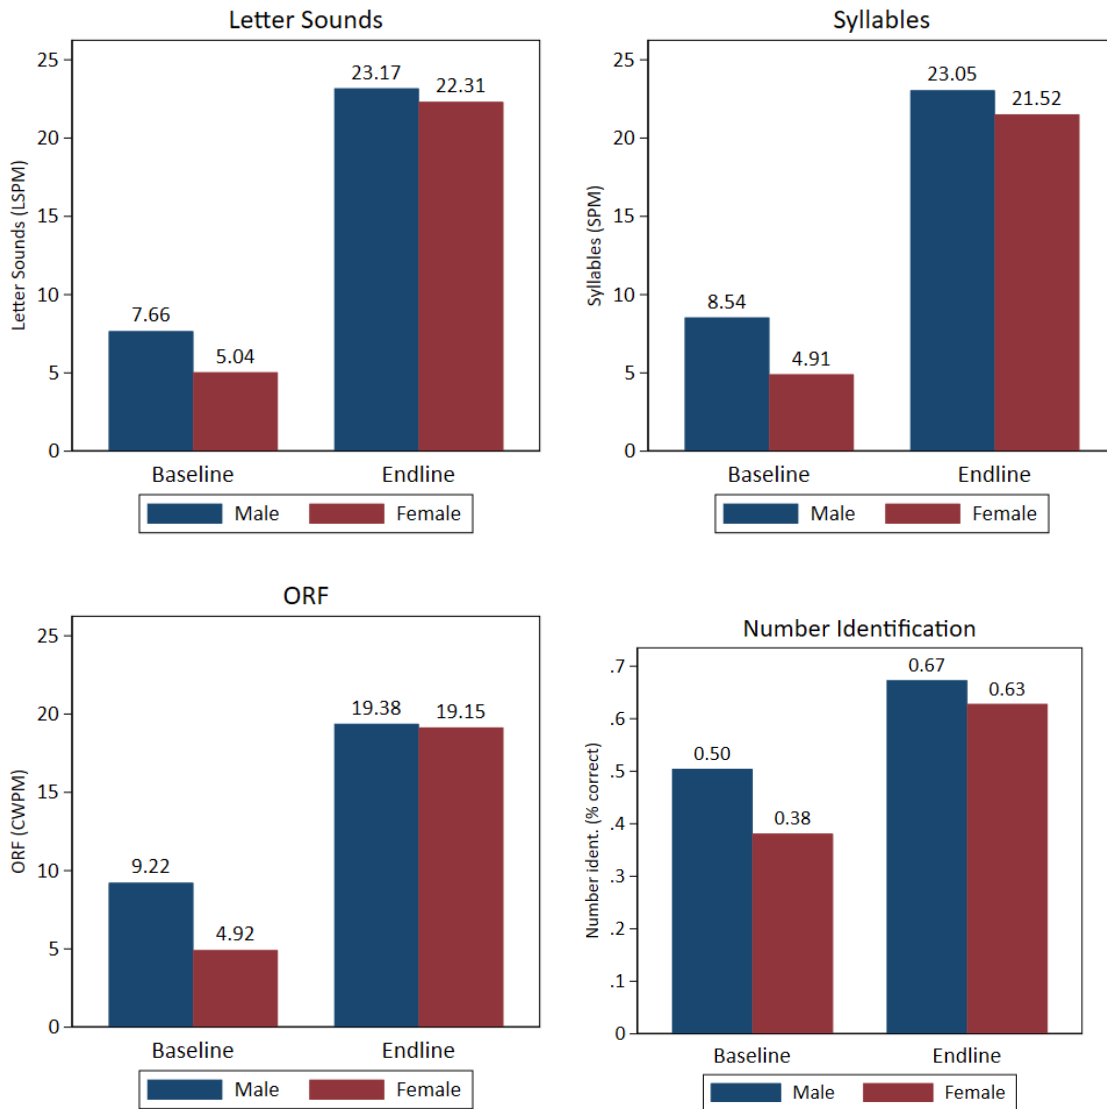 Letter Sounds
Letter Sounds (LSPM)
25
20
15
10
5
0
23.17
22.31
7.66
5.04
Baseline Endline
Male Female
Syllables
Syllables (SPM)
25
20
15
10
5
0
23.05
21.52
8.54
4.91
Baseline Endline
Male Female
ORF
ORF (CWPM)
25
20
15
10
5
0
19.38
19.15
9.22
4.92
Baseline Endline
Male Female
Number Identification
Number ident. (% correct)
.7
.6
.5
.4
.3
.2
.1
0
0.67
0.63
0.50
0.38
Baseline Endline
Male Female